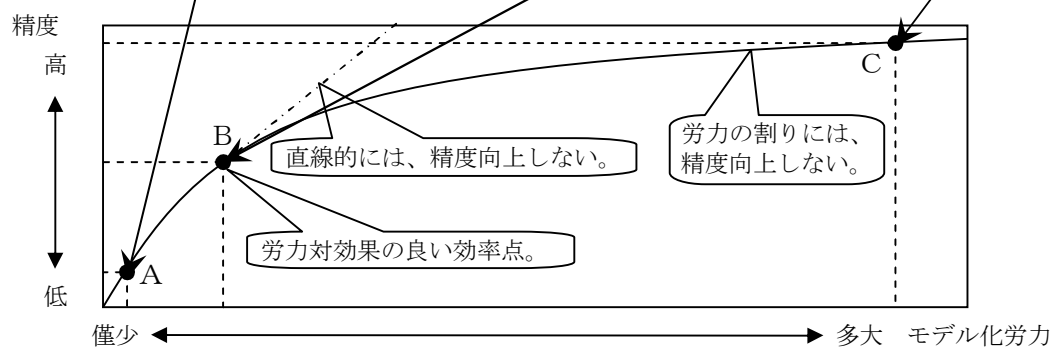 精度
高
低
A
B
C
直線的には、精度向上しない。
労力の割りには、
精度向上しない。
労力対効果の良い効率点。
僅少
多大
モデル化労力